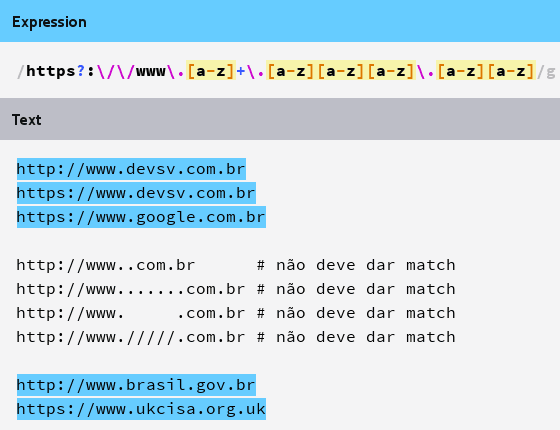 Expression
/https?:\/\/www\.[a-z]+\.[a-z][a-z][a-z]\.[a-z][a-z]/g
Text
http://www.devsv.com.br
https://www.devsv.com.br
https://www.google.com.br
http://www..com.br      # não deve dar match
http://www.......com.br # não deve dar match
http://www.     .com.br # não deve dar match
http://www./////.com.br # não deve dar match
http://www.brasil.gov.br
https://www.ukcisa.org.uk